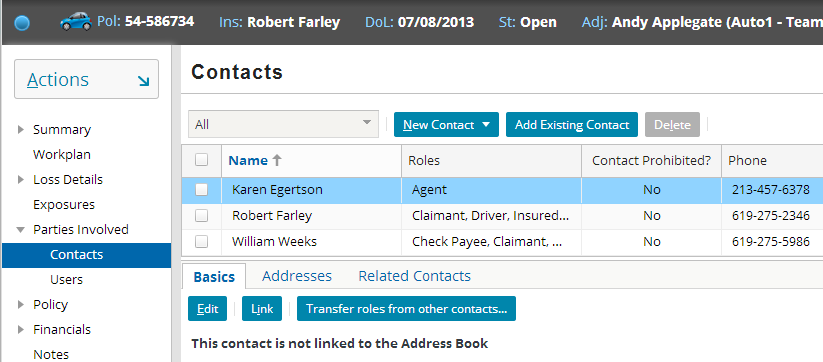 Pol: 54-586734 Ins: Robert Farley DoL: 07/08/2013 St: Open Adj: Andy Applegate (Auto1 - Team
Actions
Summary
Workplan
Loss Details
Exposures
Parties Involved
Contacts
Users
Policy
Financials
Notes
Contacts
All New Contact Add Existing Contact Delete
Name Roles Contact Prohibited? Phone
Karen Egertson Agent No 213-457-6378
Robert Farley Claimant, Driver, Insured... No 619-275-2346
William Weeks Check Payee, Claimant, ... No 619-275-5986
Basics Addresses Related Contacts
Edit Link Transfer roles from other contacts...
This contact is not linked to the Address Book